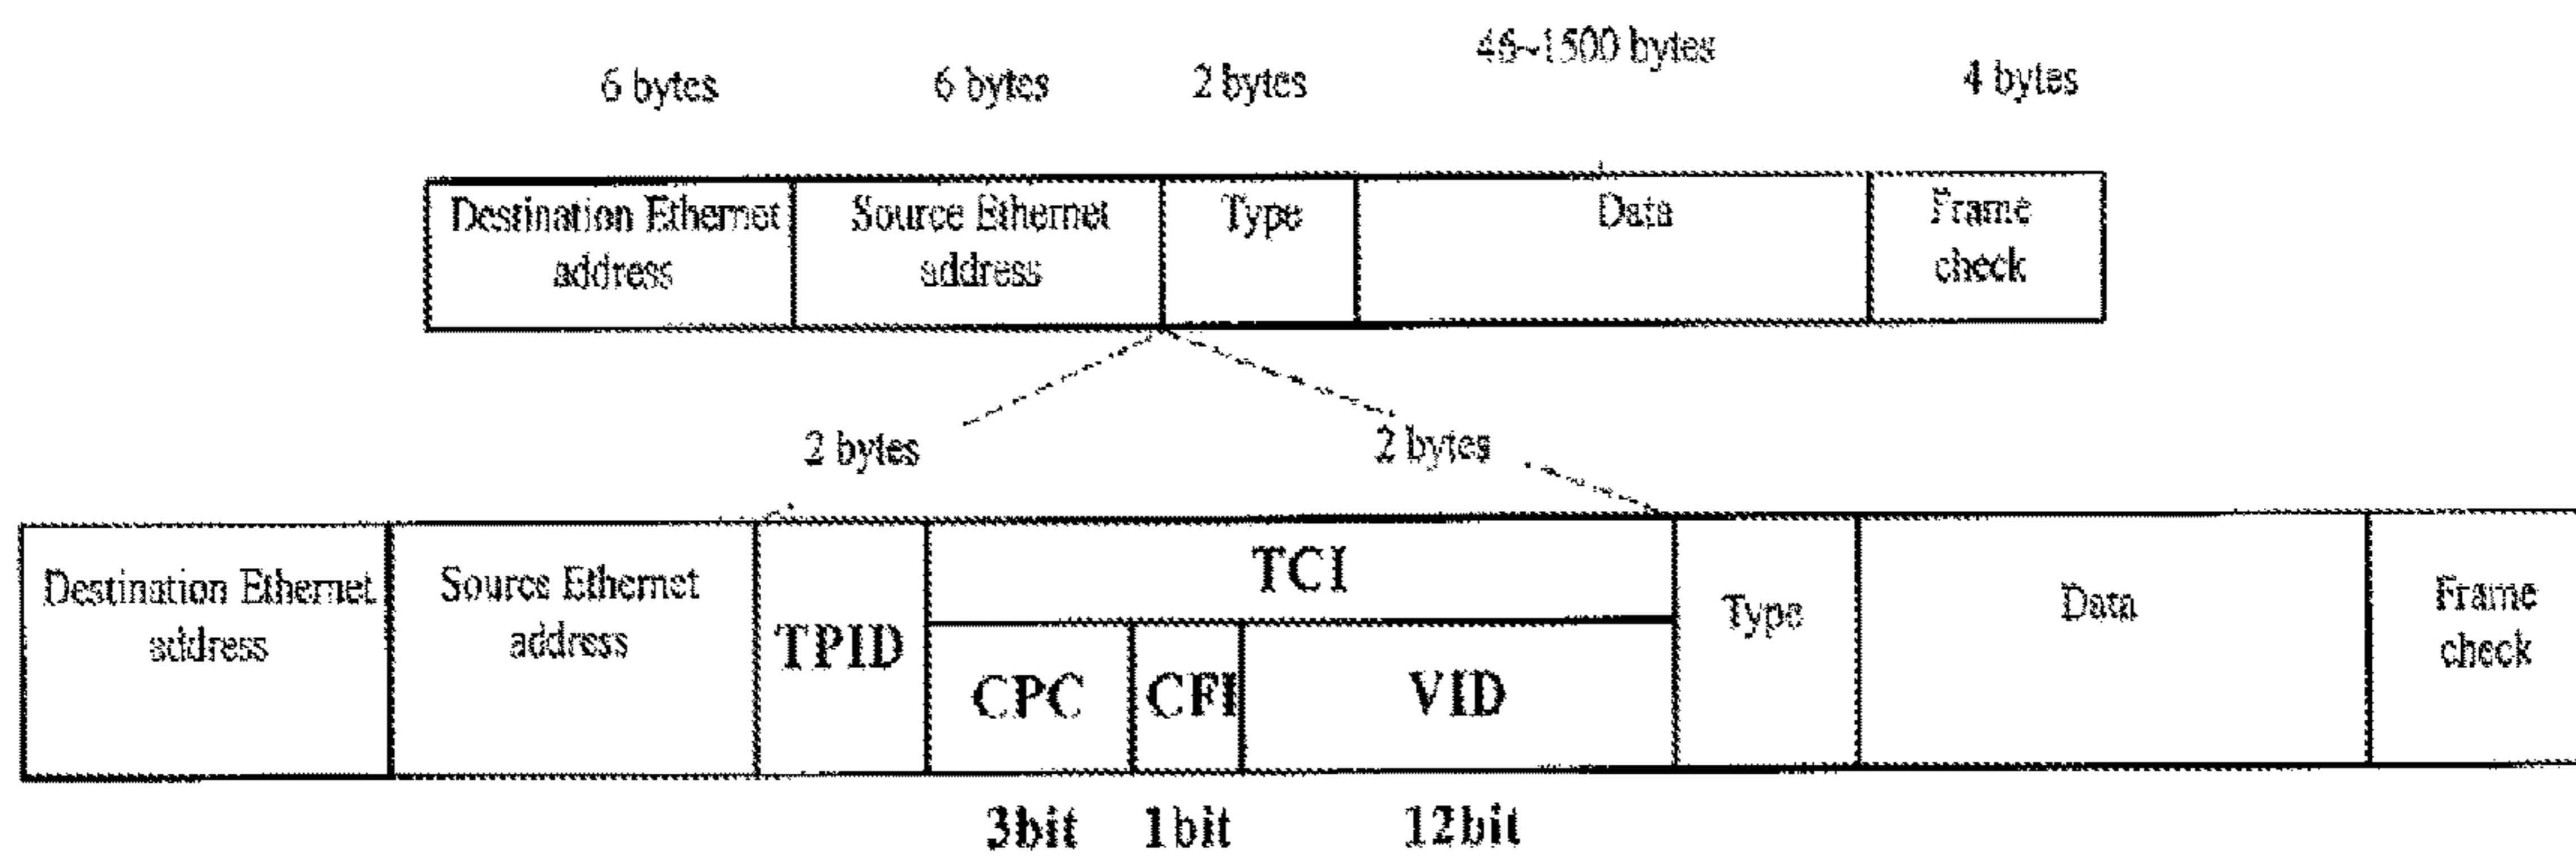 6 bytes 6 bytes 2 bytes 46~1500 bytes 4 bytes
Destination Ethernet address
Source Ethernet address
Type
Data
Frame check
2 bytes 2 bytes
Destination Ethernet address
Source Ethernet address
TPID
TCI
CPC CFI VID
Type
Data
Frame check
3bit 1bit 12bit